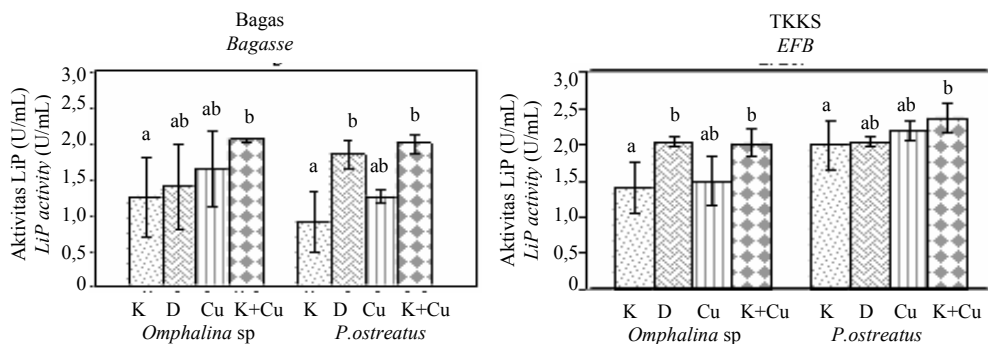 Bagas
Bagasse
Aktivitas LiP (U/mL)
LiP activity (U/mL)
3,0
2,5
2,0
1,5
1,0
0,5
0
a
ab
ab
b
a
b
ab
b
K D Cu K+Cu
K D Cu K+Cu
Omphalina sp
P.ostreatus
TKKS
EFB
Aktivitas LiP (U/mL)
LiP activity (U/mL)
3,0
2,5
2,0
1,5
1,0
0,5
0
a
b
ab
b
a
b
ab
b
K D Cu K+Cu
K D Cu K+Cu
Omphalina sp
P.ostreatus